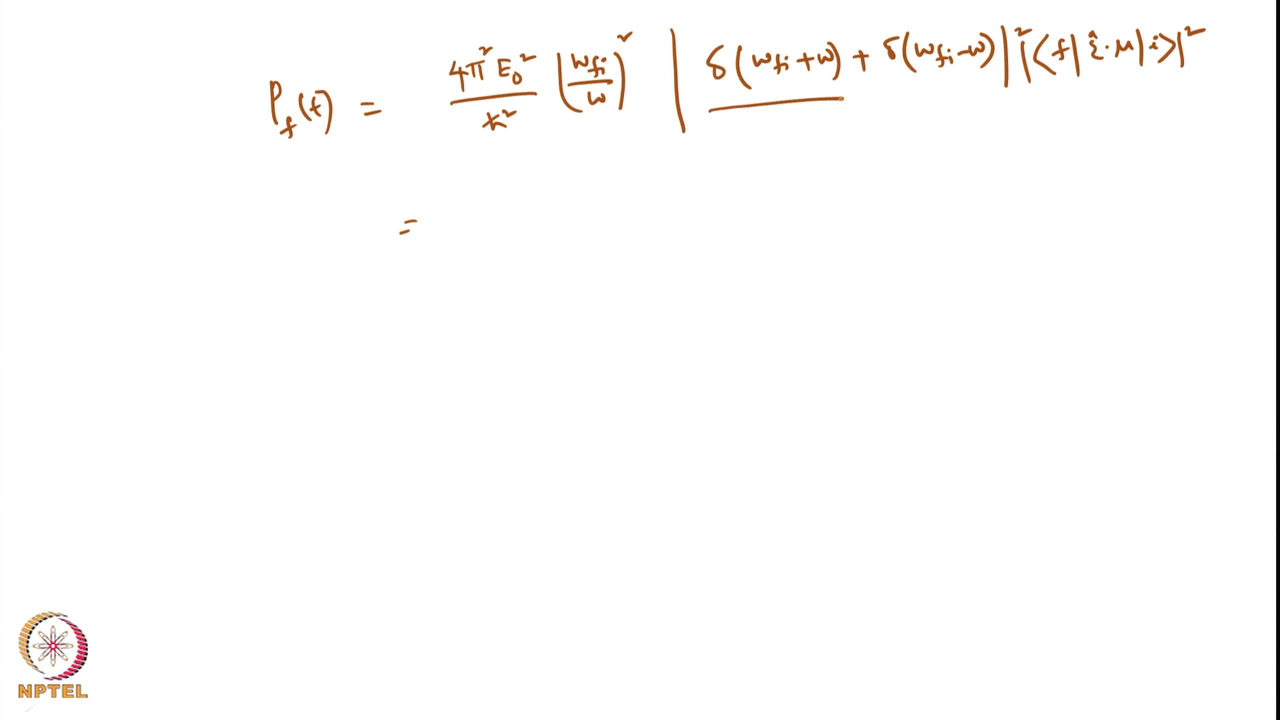 P_f(t) = 4π² E₀² / ħ² (ω_fi / ω)² | δ(ω_fi + ω) + δ(ω_fi − ω) |² |⟨f| ε̂·μ |i⟩|²
=
NPTEL